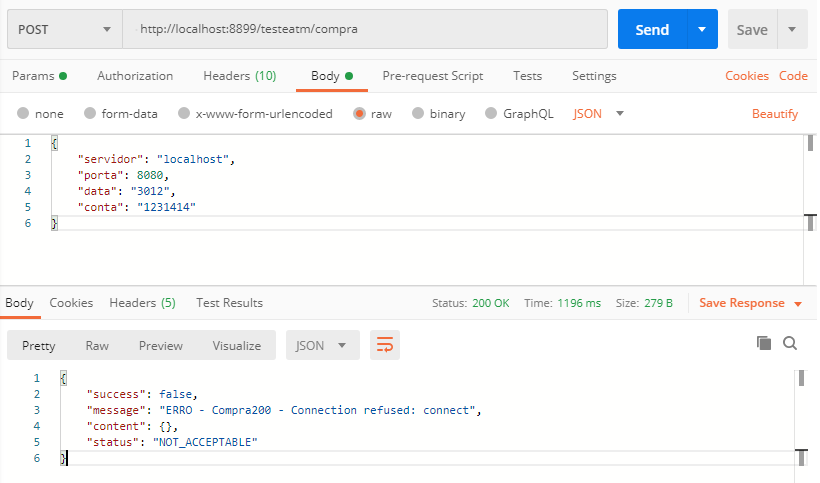 POST http://localhost:8899/testeatm/compra Send Save
Params Authorization Headers (10) Body Pre-request Script Tests Settings Cookies Code
none form-data x-www-form-urlencoded raw binary GraphQL JSON Beautify
1 {
2 "servidor": "localhost",
3 "porta": 8080,
4 "data": "3012",
5 "conta": "1231414"
6 }
Body Cookies Headers (5) Test Results Status: 200 OK Time: 1196 ms Size: 279 B Save Response
Pretty Raw Preview Visualize JSON
1 {
2 "success": false,
3 "message": "ERRO - Compra200 - Connection refused: connect",
4 "content": {},
5 "status": "NOT_ACCEPTABLE"
6 }